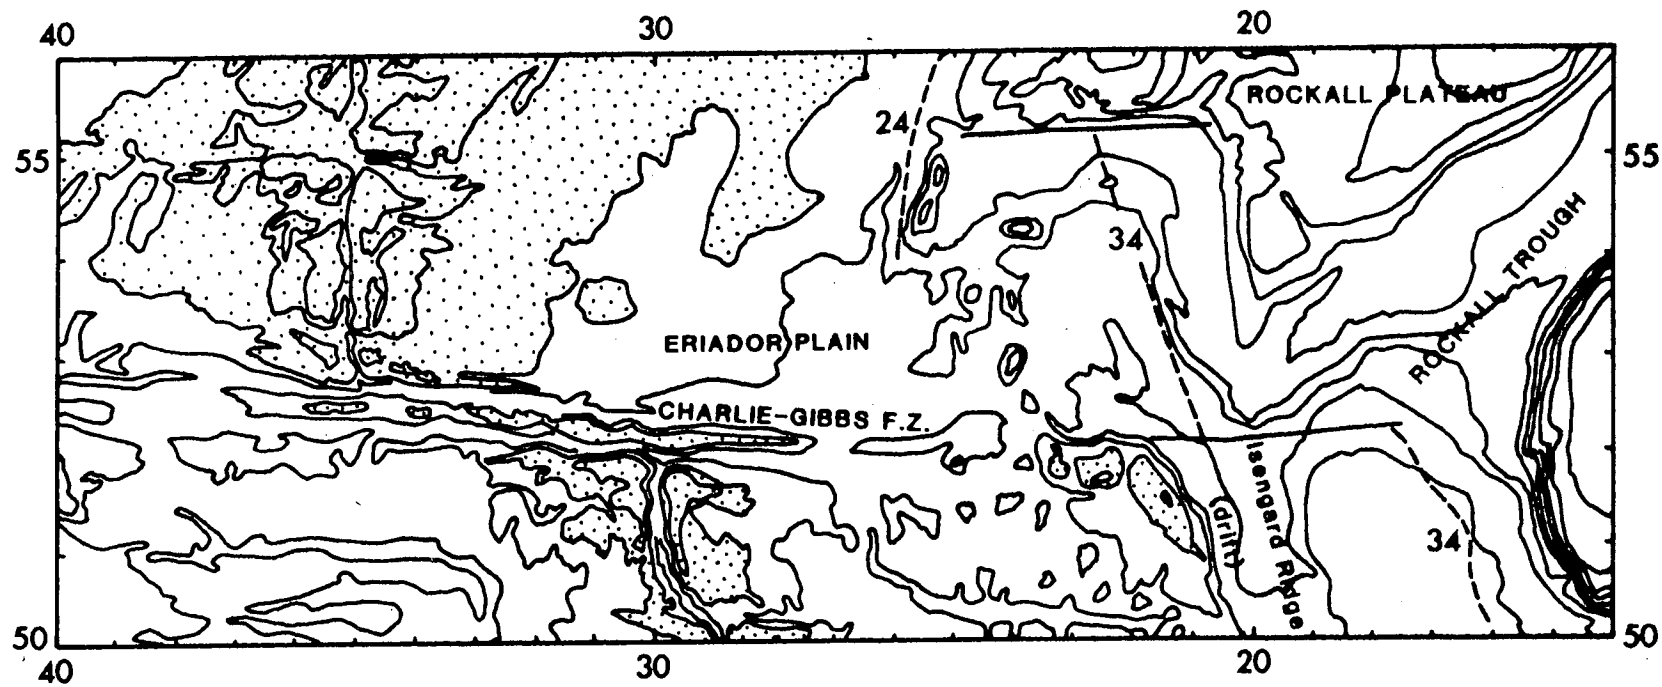 40
30
20
ROCKALL PLATEAU
24
55
55
ROCKALL TROUGH
34
ERIADOR PLAIN
CHARLIE-GIBBS F.Z.
Isengard Ridge
(drift)
34
50
50
40
30
20